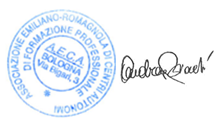 ASSOCIAZIONE EMILIANO-ROMAGNOLA DI CENTRI AUTONOMI
DI FORMAZIONE PROFESSIONALE
A.E.C.A.
BOLOGNA
Via Bigari, 3